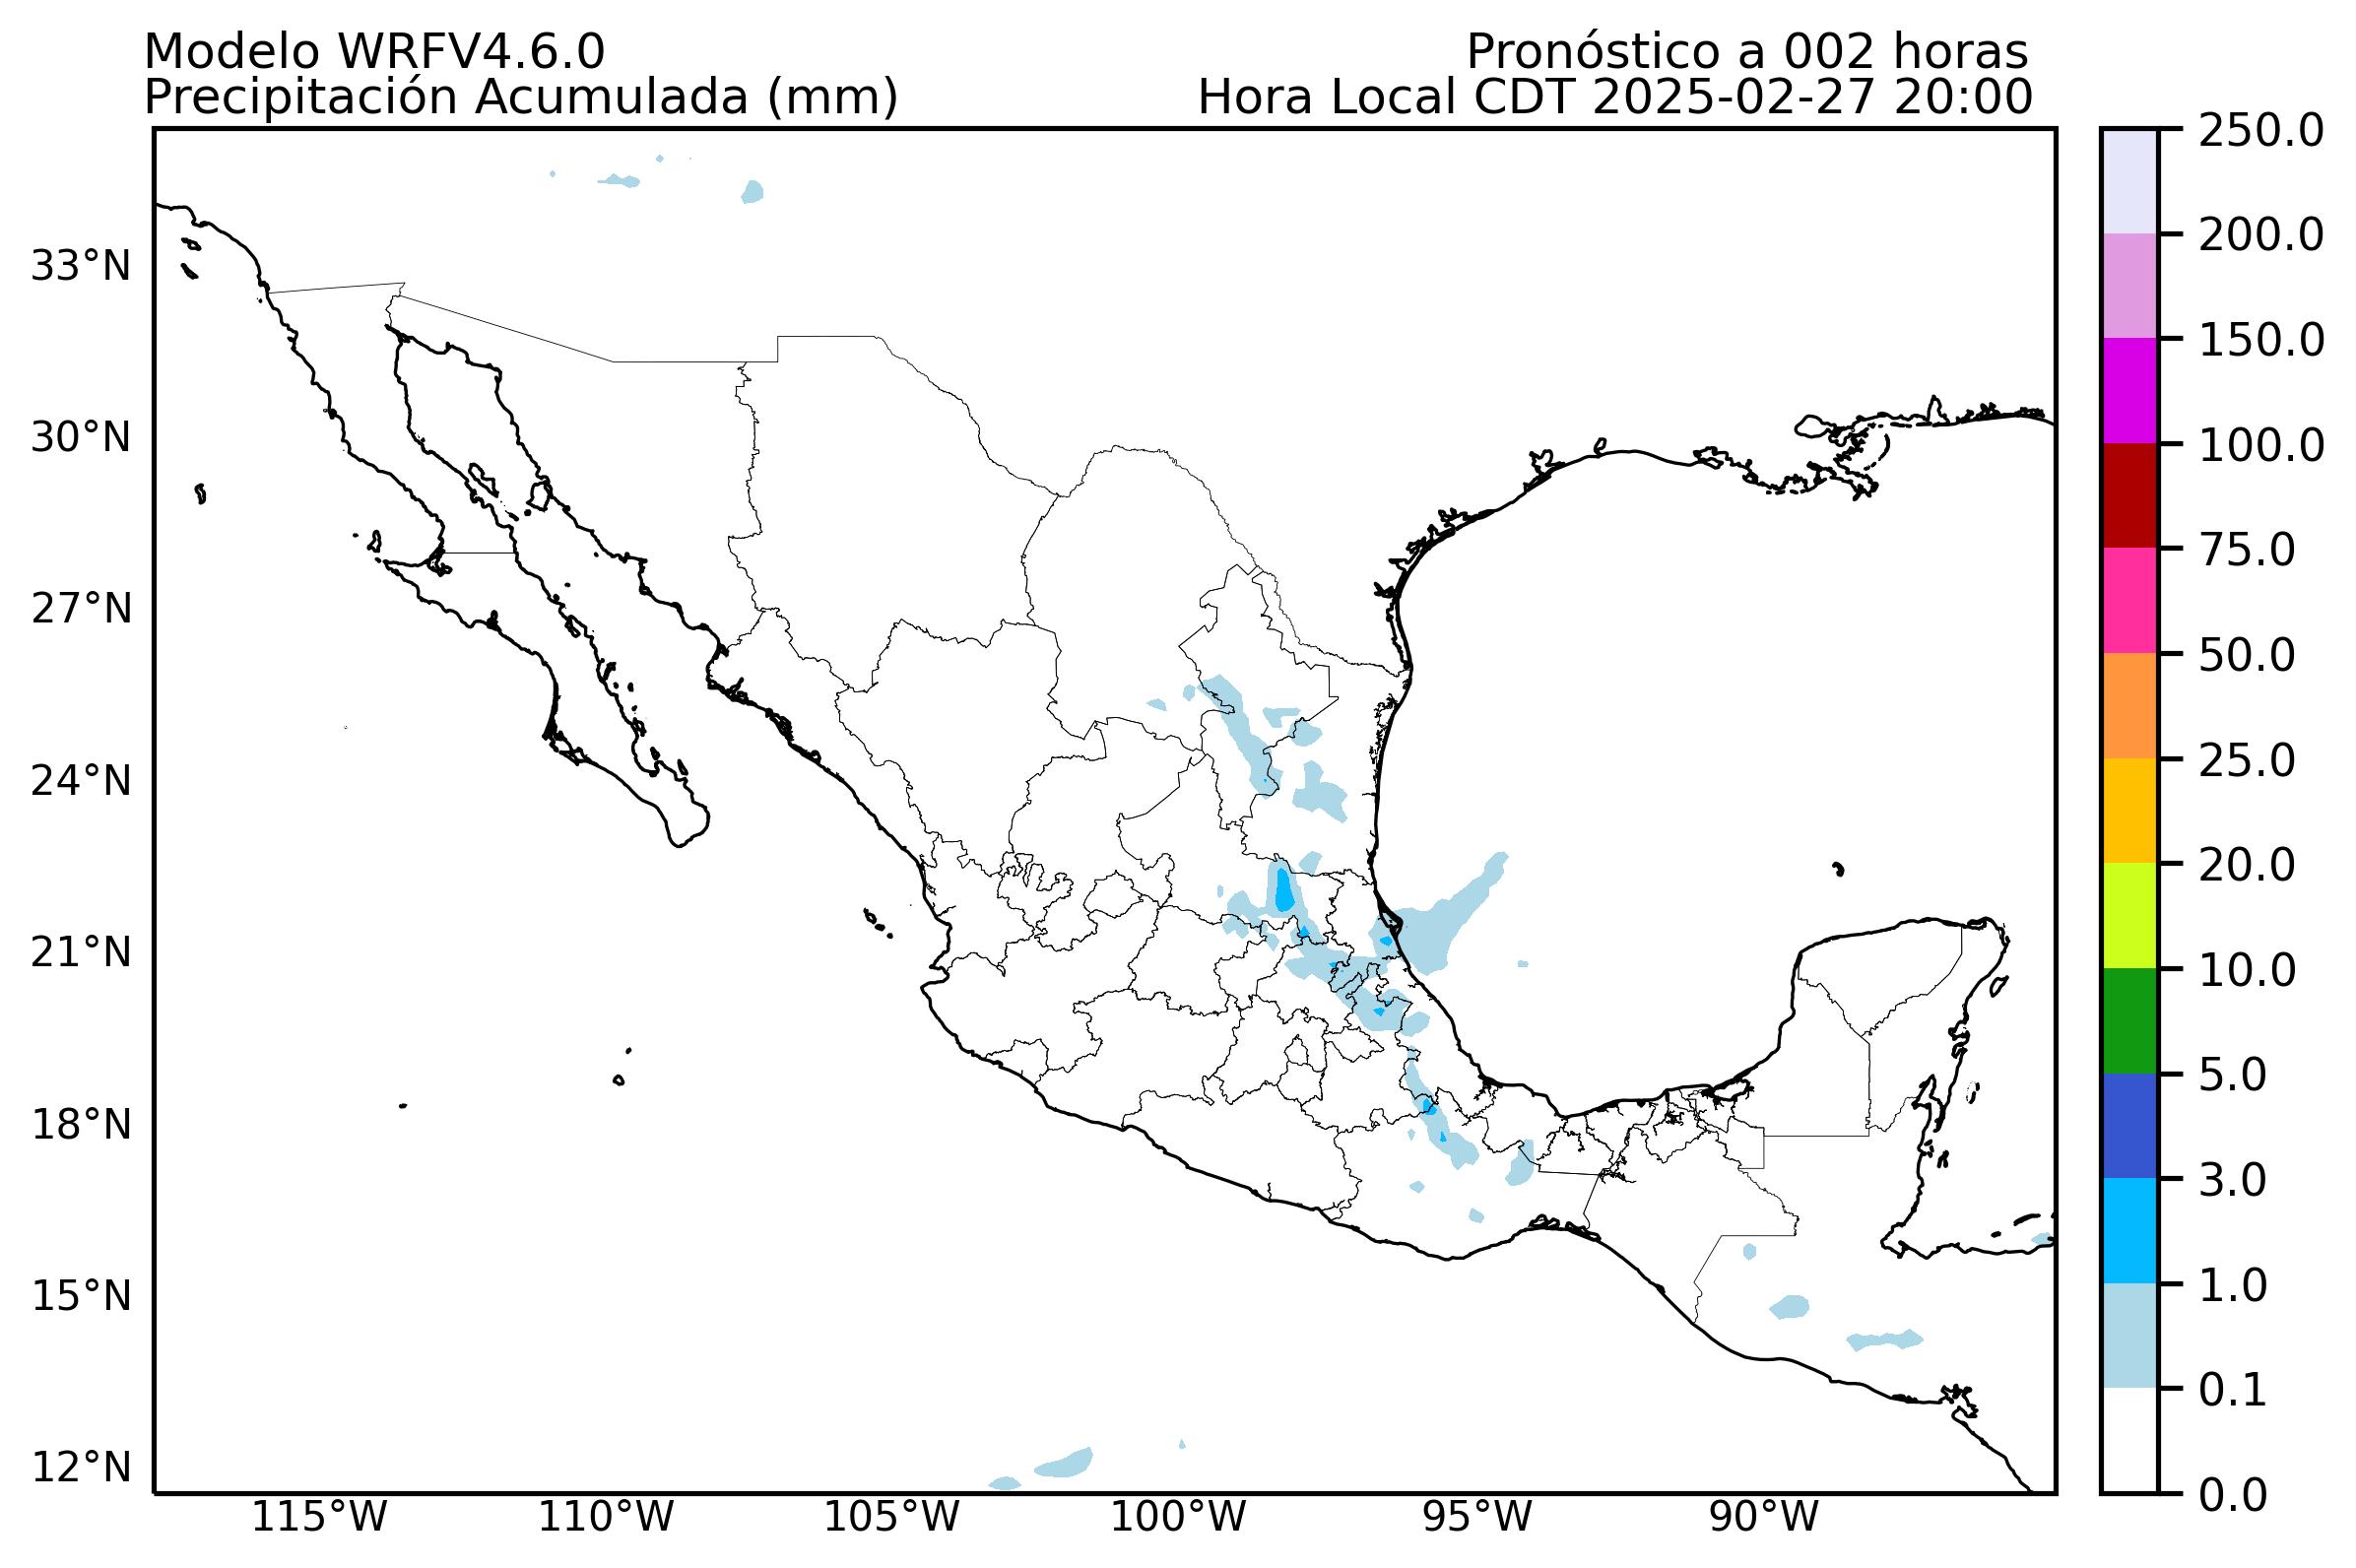 Modelo WRFV4.6.0
Pronóstico a 002 horas
Precipitación Acumulada (mm)
Hora Local CDT 2025-02-27 20:00
250.0
200.0
150.0
100.0
75.0
50.0
25.0
20.0
10.0
5.0
3.0
1.0
0.1
0.0
33°N
30°N
27°N
24°N
21°N
18°N
15°N
12°N
115°W
110°W
105°W
100°W
95°W
90°W